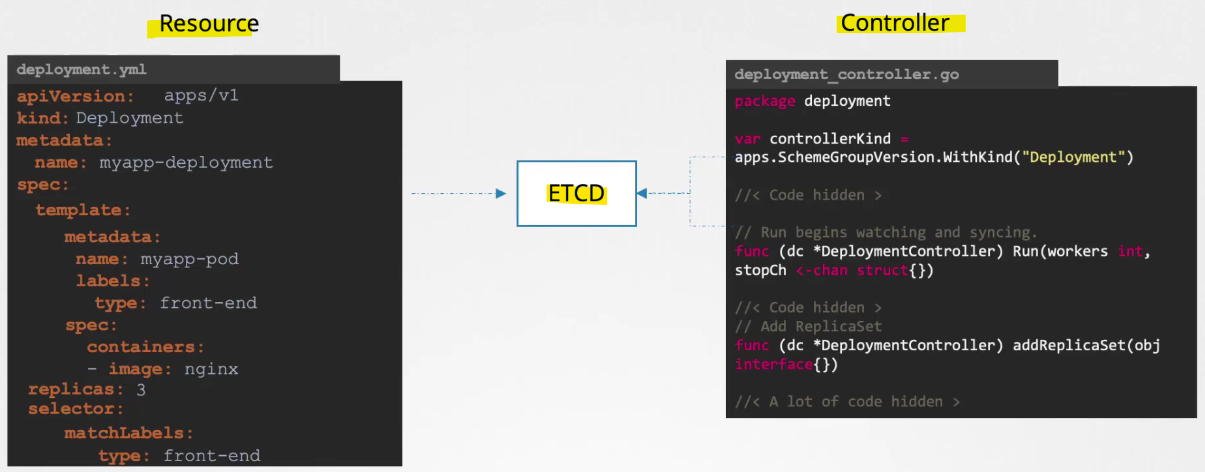 Resource
deployment.yml
apiVersion: apps/v1
kind: Deployment
metadata:
name: myapp-deployment
spec:
template:
metadata:
name: myapp-pod
labels:
type: front-end
spec:
containers:
- image: nginx
replicas: 3
selector:
matchLabels:
type: front-end
ETCD
Controller
deployment_controller.go
package deployment
var controllerKind =
apps.SchemeGroupVersion.WithKind("Deployment")
//< Code hidden >
// Run begins watching and syncing.
func (dc *DeploymentController) Run(workers int,
stopCh <-chan struct{})
//< Code hidden >
// Add ReplicaSet
func (dc *DeploymentController) addReplicaSet(obj
interface{})
//< A lot of code hidden >